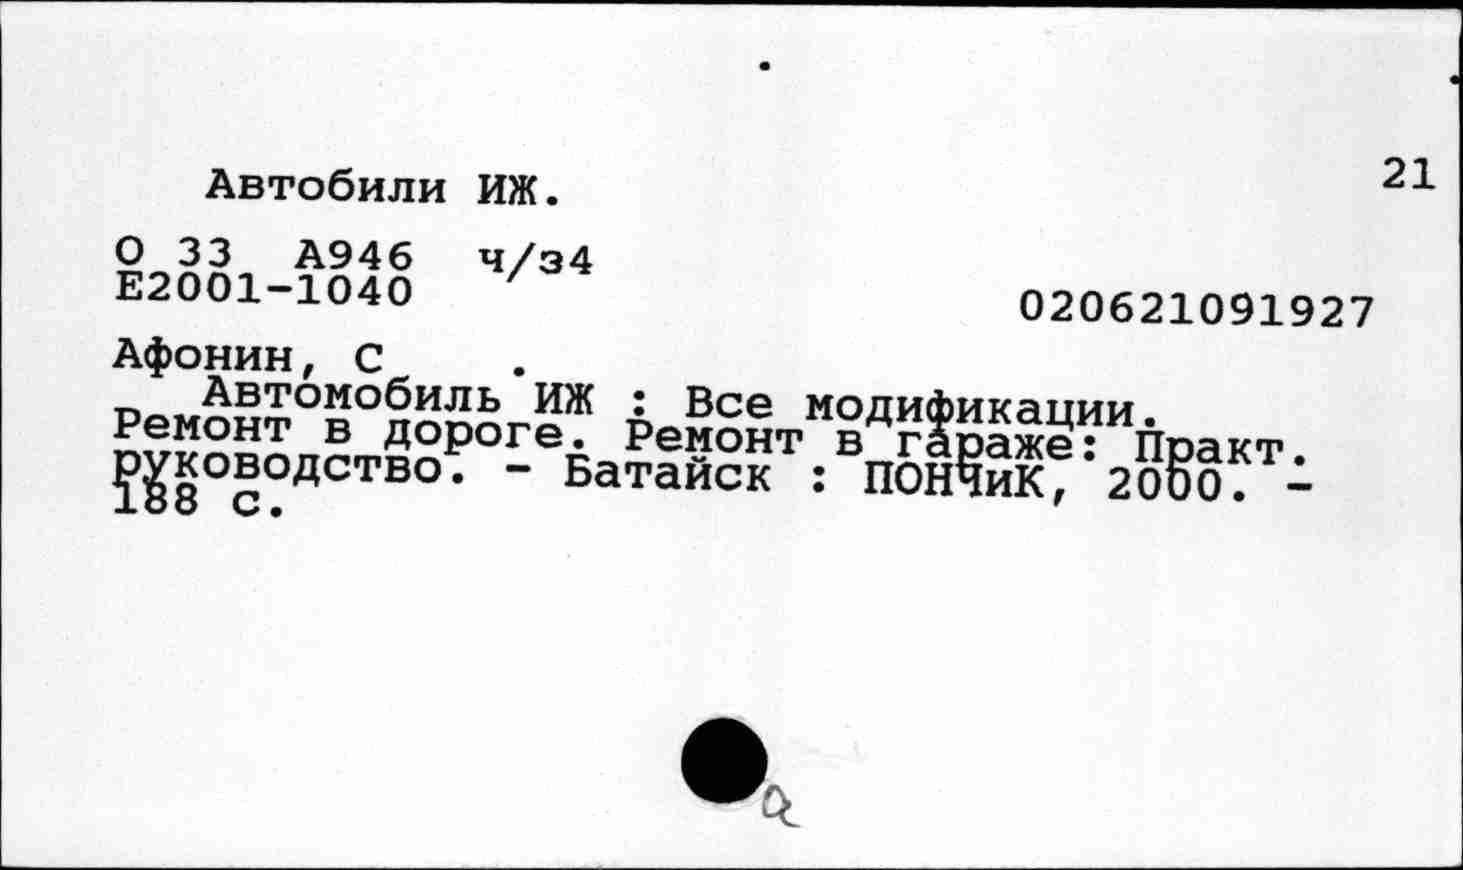 21
Автобили ИЖ.
О 33 А946 ч/з4
Е2001-1040
020621091927
Афонин, С .
Автомобиль ИЖ : Все модификации.
Ремонт в дороге. Ремонт в гараже: Практ.
руководство. - Батайск : ПОНЧиК, 2000. -
188 с.